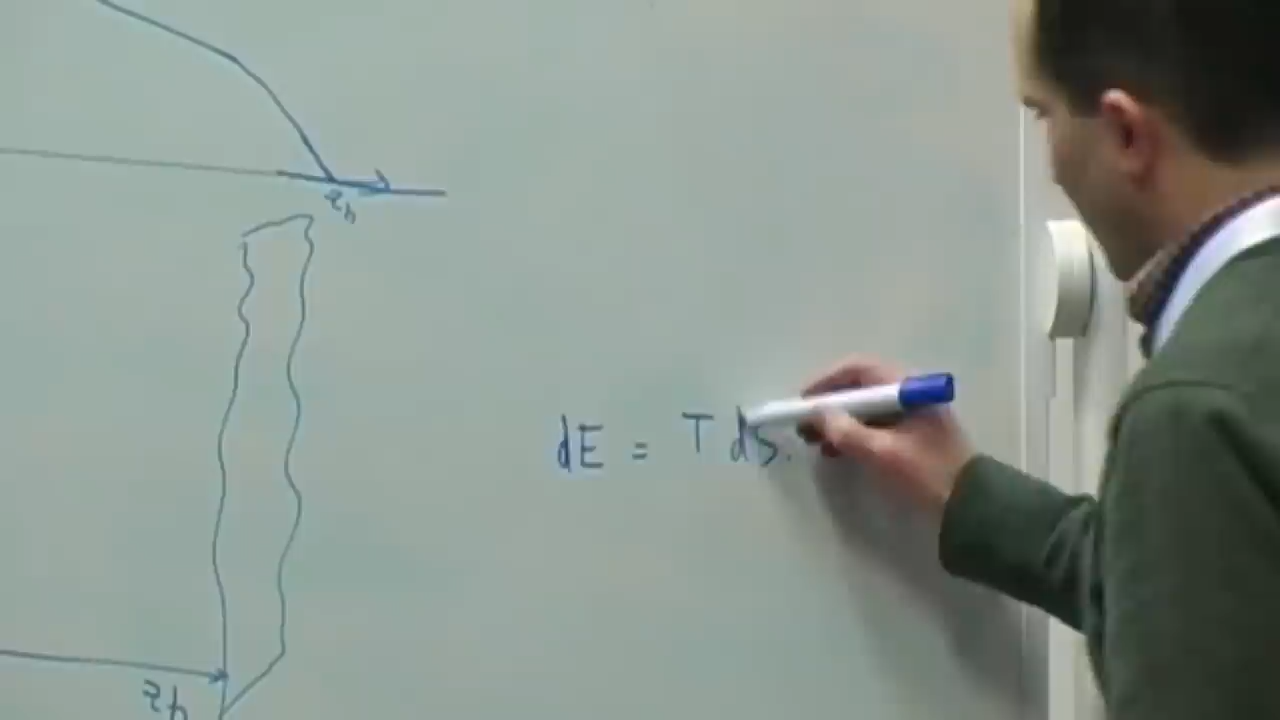 z_h
dE = T dS.
z_h